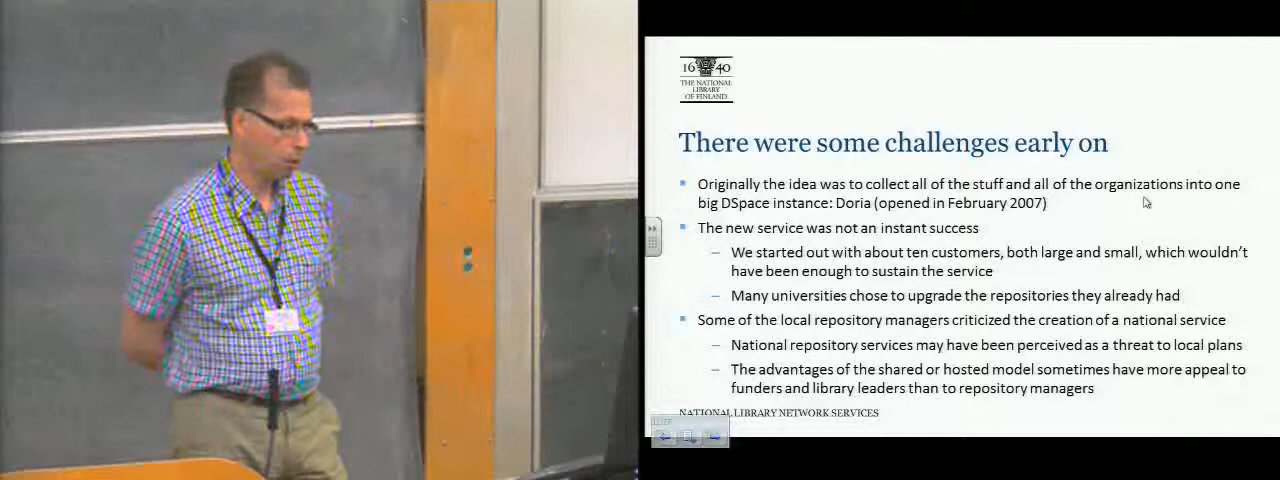 16 40
THE NATIONAL
LIBRARY
OF FINLAND
There were some challenges early on
Originally the idea was to collect all of the stuff and all of the organizations into one
big DSpace instance: Doria (opened in February 2007)
The new service was not an instant success
– We started out with about ten customers, both large and small, which wouldn't
have been enough to sustain the service
– Many universities chose to upgrade the repositories they already had
Some of the local repository managers criticized the creation of a national service
– National repository services may have been perceived as a threat to local plans
– The advantages of the shared or hosted model sometimes have more appeal to
funders and library leaders than to repository managers
NATIONAL LIBRARY NETWORK SERVICES